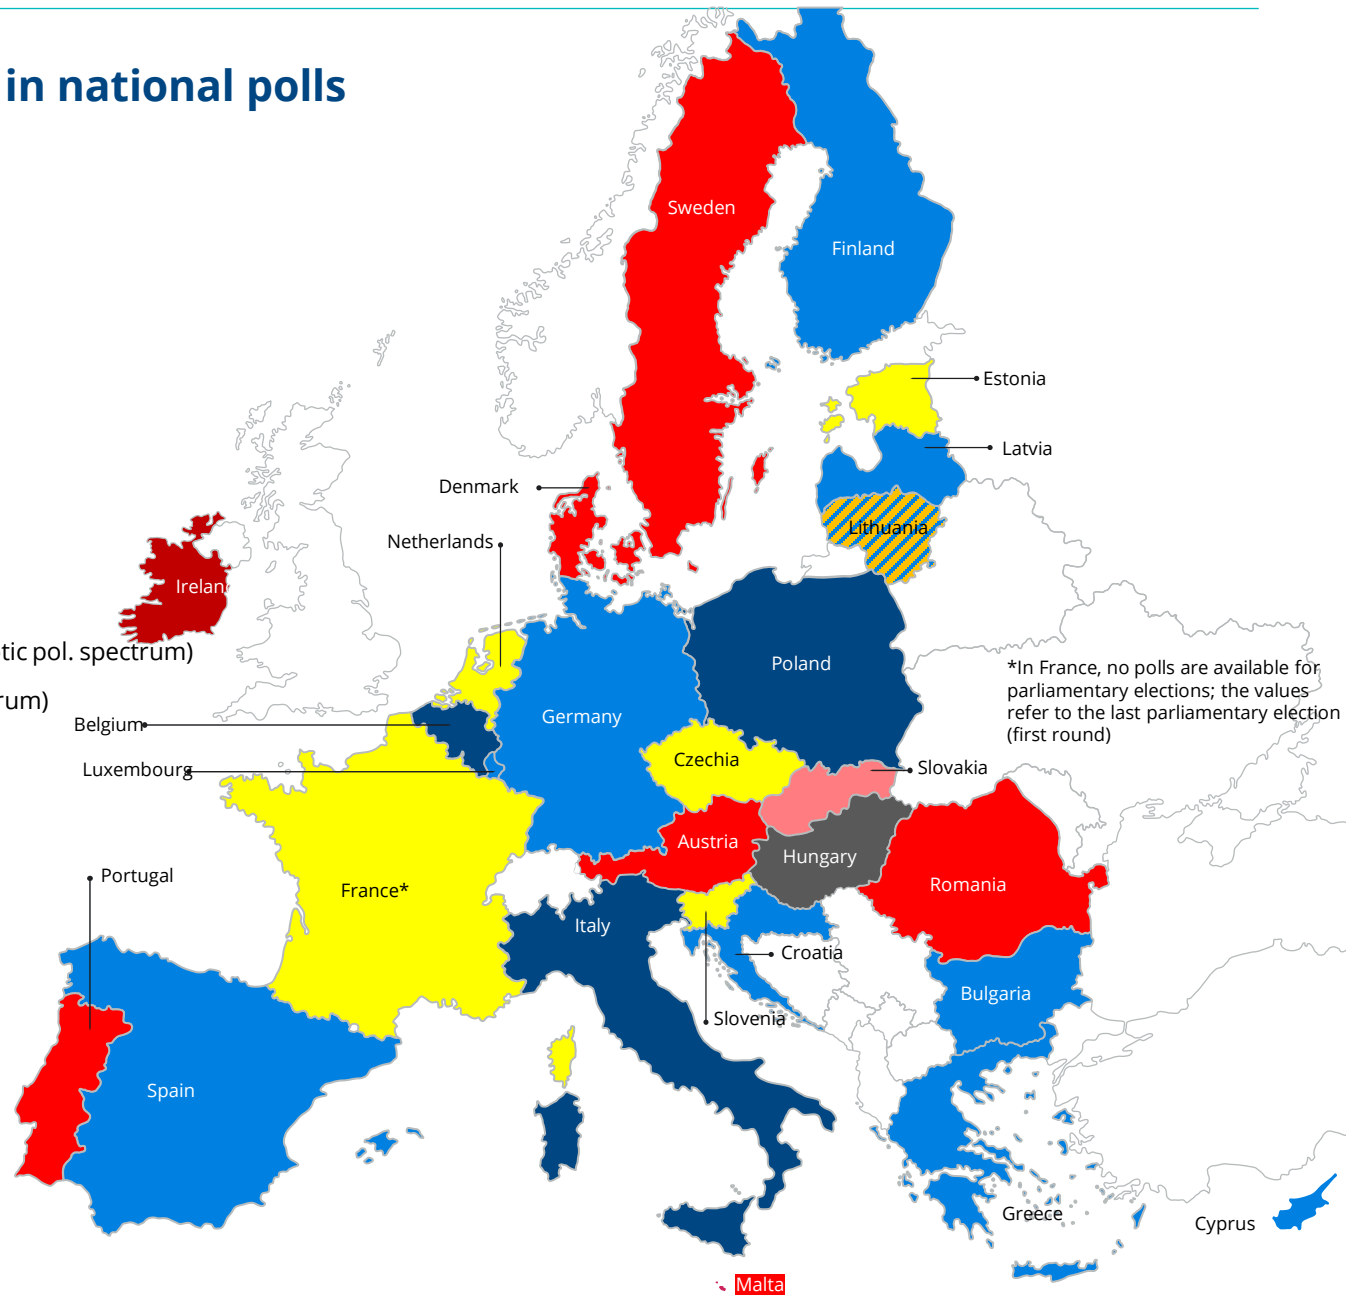 in national polls
Sweden
Finland
Estonia
Latvia
Denmark
Lithuania
Netherlands
Irelan
tic pol. spectrum)
rum)
Poland
*In France, no polls are available for
parliamentary elections; the values
refer to the last parliamentary election
(first round)
Belgium
Germany
Czechia
Luxembourg
Slovakia
Austria
Hungary
Portugal
France*
Romania
Italy
Croatia
Bulgaria
Slovenia
Spain
Greece
Cyprus
Malta